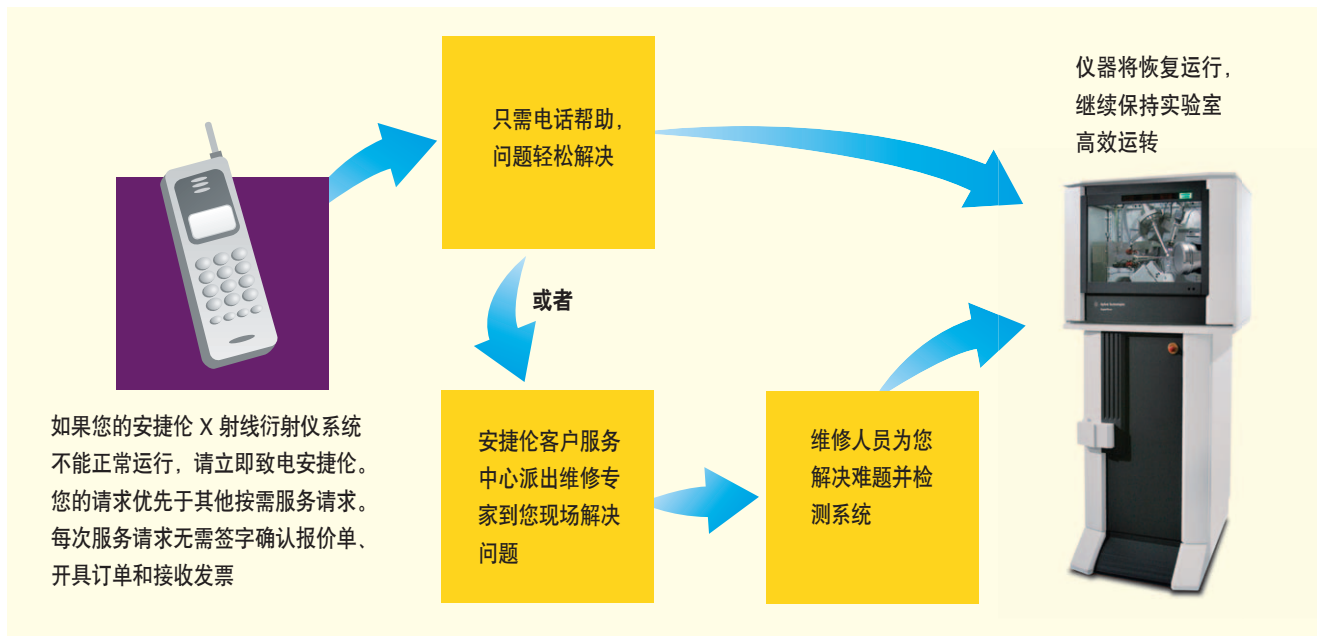 只需电话帮助，
问题轻松解决
仪器将恢复运行，
继续保持实验室
高效运转
或者
如果您的安捷伦 X 射线衍射仪系统
不能正常运行，请立即致电安捷伦。
您的请求优先于其他按需服务请求。
每次服务请求无需签字确认报价单、
开具订单和接收发票
安捷伦客户服务
中心派出维修专
家到您现场解决
问题
维修人员为您
解决难题并检
测系统